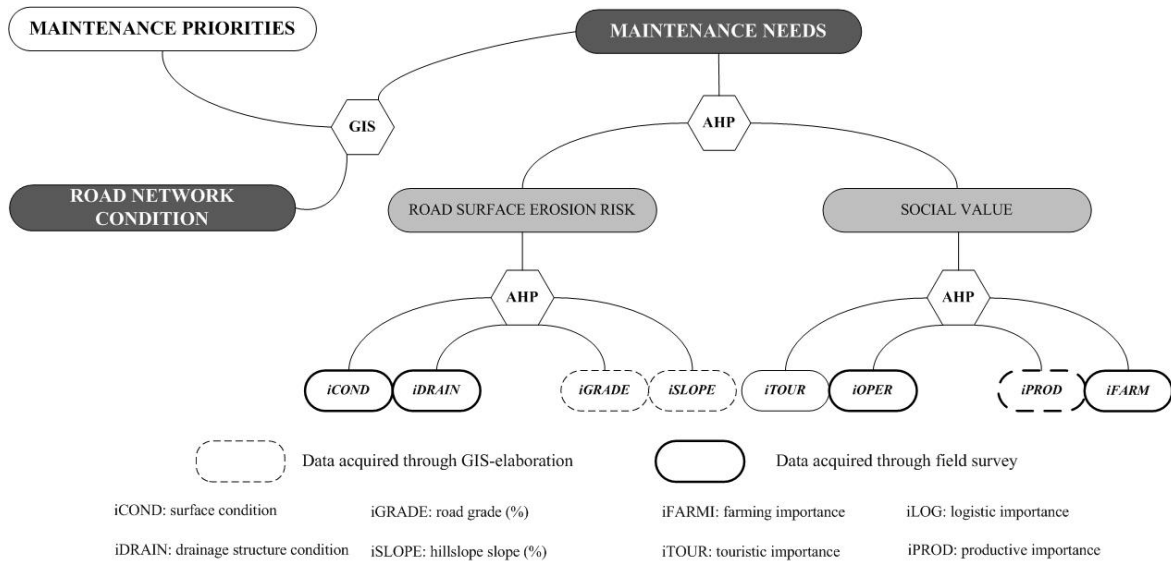 MAINTENANCE PRIORITIES
MAINTENANCE NEEDS
GIS
AHP
ROAD NETWORK
CONDITION
ROAD SURFACE EROSION RISK
SOCIAL VALUE
AHP
AHP
iCOND
iDRAIN
iGRADE
iSLOPE
iTOUR
iOPER
iPROD
iFARM
Data acquired through GIS-elaboration
Data acquired through field survey
iCOND: surface condition
iGRADE: road grade (%)
iFARMI: farming importance
iLOG: logistic importance
iDRAIN: drainage structure condition
iSLOPE: hillslope slope (%)
iTOUR: touristic importance
iPROD: productive importance